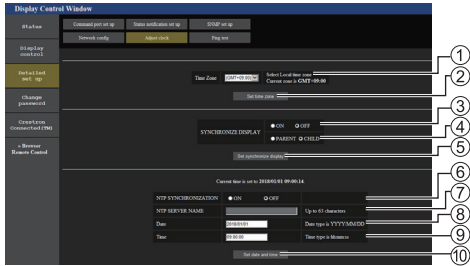 Display Control Window
Status
Display control
Detailed set up
Change password
Crestron Connected(TM)
» Browser Remote Control
Command port set up
Status notification set up
SNMP set up
Network config
Adjust clock
Ping test
Time Zone
(GMT+09:00)
Select Local time zone
Current zone is GMT+09:00
Set time zone
SYNCHRONIZE DISPLAY
ON OFF
PARENT CHILD
Set synchronize display
Current time is set to 2018/01/01 09:00:14.
NTP SYNCHRONIZATION ON OFF
NTP SERVER NAME Up to 63 characters
Date 2018/01/01 Date type is YYYY/MM/DD
Time 09:00:00 Time type is hh:mm:ss
Set date and time
1
2
3
4
5
6
7
8
9
10